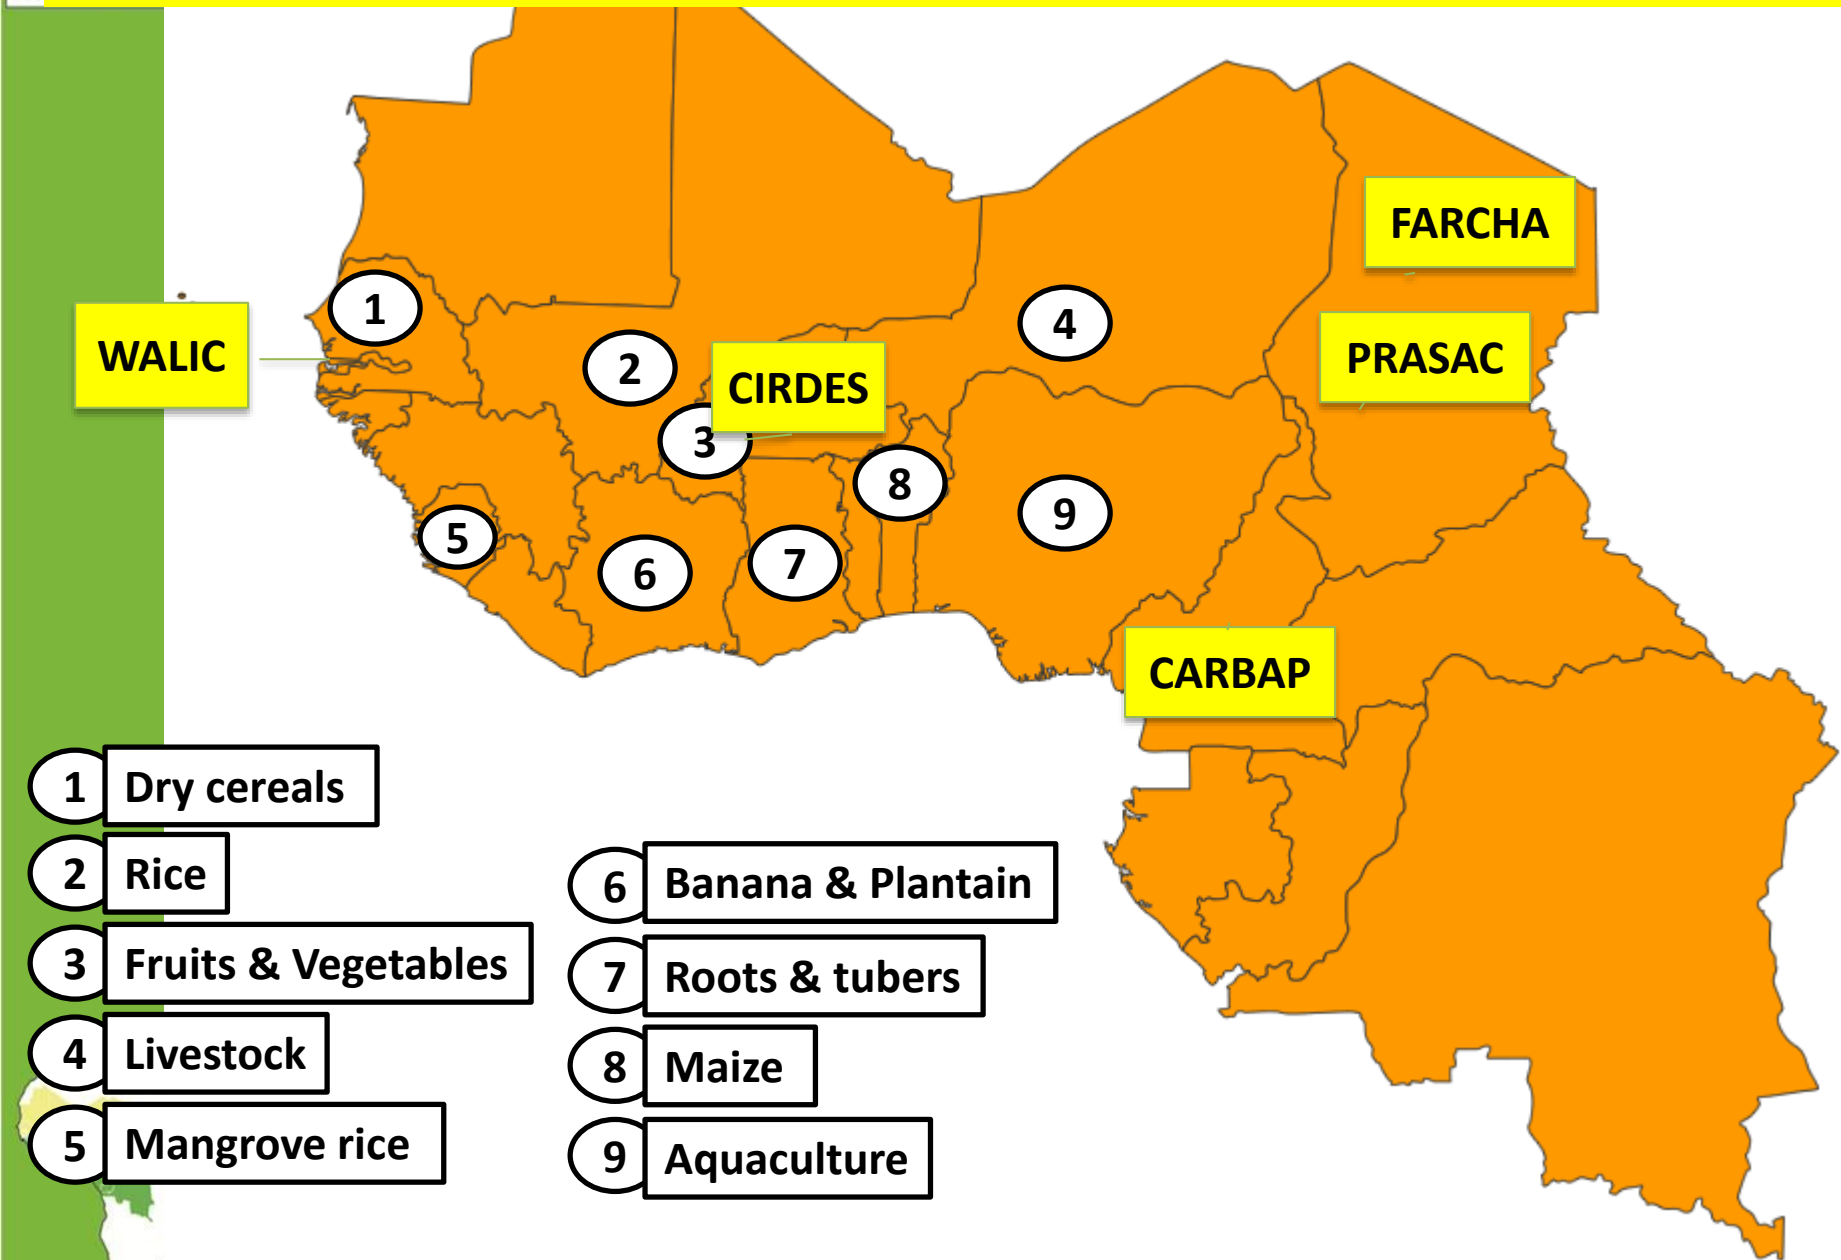 FARCHA
1
4
WALIC
PRASAC
2
CIRDES
3
8
9
5
6
7
CARBAP
1 Dry cereals
2 Rice
3 Fruits & Vegetables
4 Livestock
5 Mangrove rice
6 Banana & Plantain
7 Roots & tubers
8 Maize
9 Aquaculture